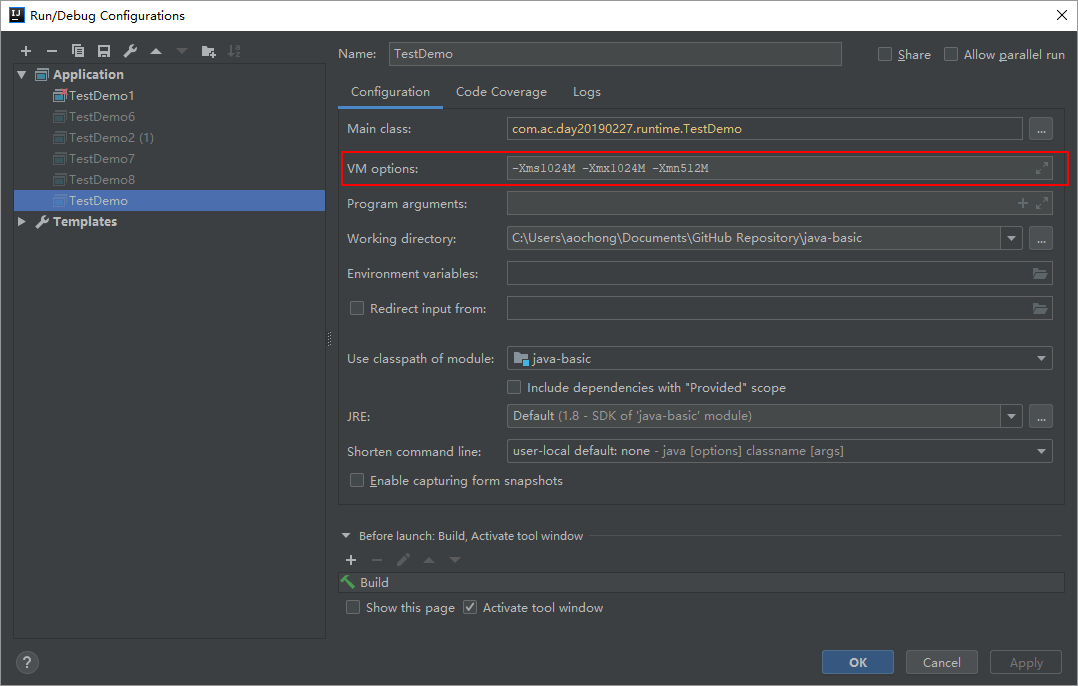 Run/Debug Configurations
Application
TestDemo1
TestDemo6
TestDemo2 (1)
TestDemo7
TestDemo8
TestDemo
Templates
Name: TestDemo
Share
Allow parallel run
Configuration Code Coverage Logs
Main class: com.ac.day20190227.runtime.TestDemo ...
VM options: -Xms1024M -Xmx1024M -Xmn512M
Program arguments:
Working directory: C:\Users\aochong\Documents\GitHub Repository\java-basic ...
Environment variables:
Redirect input from:
Use classpath of module: java-basic
Include dependencies with "Provided" scope
JRE: Default (1.8 - SDK of 'java-basic' module) ...
Shorten command line: user-local default: none - java [options] classname [args]
Enable capturing form snapshots
Before launch: Build, Activate tool window
Build
Show this page Activate tool window
? OK Cancel Apply